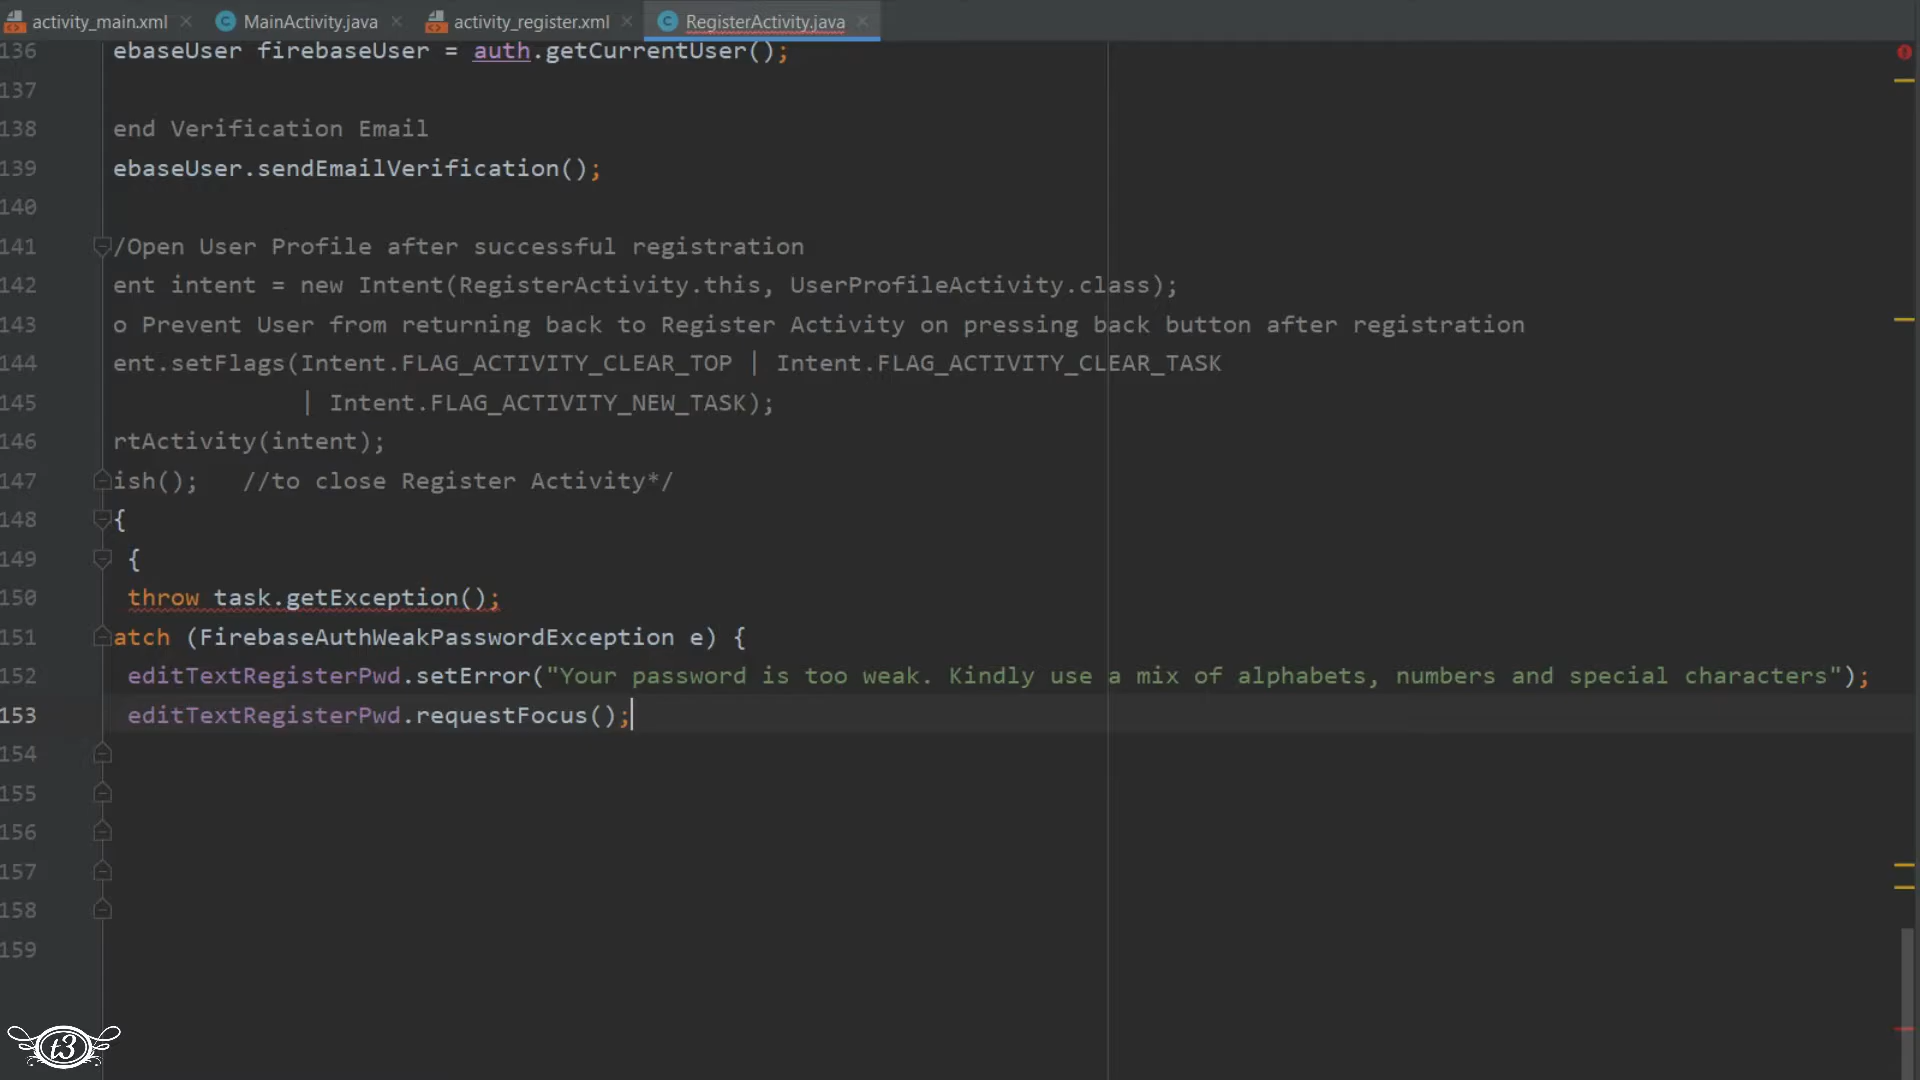 activity_main.xml MainActivity.java activity_register.xml RegisterActivity.java
136 ebaseUser firebaseUser = auth.getCurrentUser();
137
138 end Verification Email
139 ebaseUser.sendEmailVerification();
140
141 /Open User Profile after successful registration
142 ent intent = new Intent(RegisterActivity.this, UserProfileActivity.class);
143 o Prevent User from returning back to Register Activity on pressing back button after registration
144 ent.setFlags(Intent.FLAG_ACTIVITY_CLEAR_TOP | Intent.FLAG_ACTIVITY_CLEAR_TASK
145 | Intent.FLAG_ACTIVITY_NEW_TASK);
146 rtActivity(intent);
147 ish(); //to close Register Activity*/
148 {
149 {
150 throw task.getException();
151 atch (FirebaseAuthWeakPasswordException e) {
152 editTextRegisterPwd.setError("Your password is too weak. Kindly use a mix of alphabets, numbers and special characters");
153 editTextRegisterPwd.requestFocus();
154
155
156
157
158
159
t3